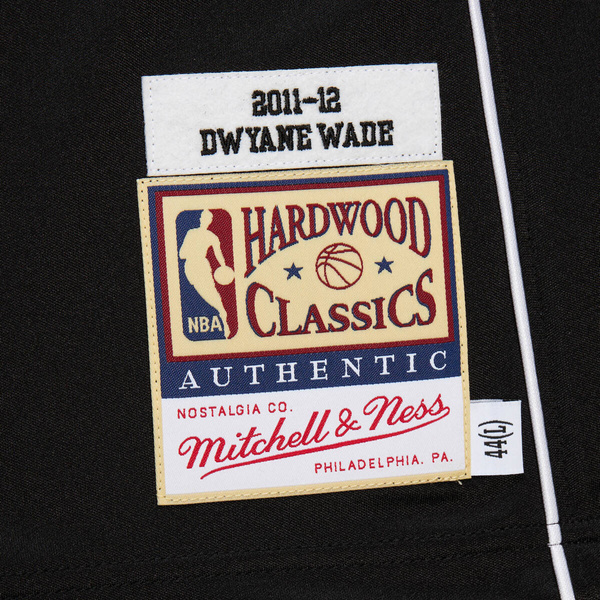 2011-12
DWYANE WADE
HARDWOOD
CLASSICS
NBA
AUTHENTIC
NOSTALGIA CO.
Mitchell & Ness
PHILADELPHIA. PA.
44(L)